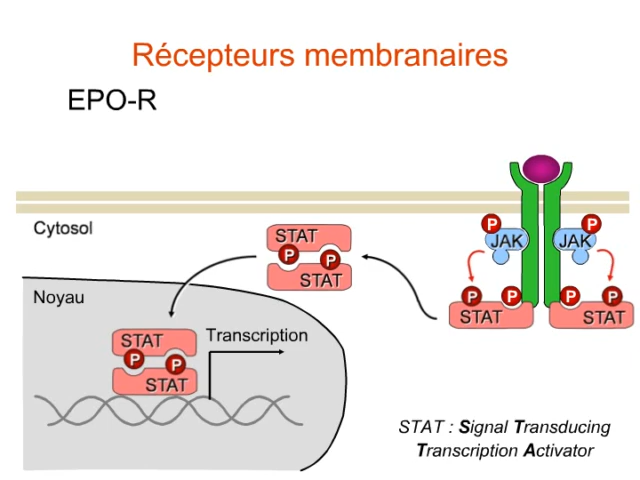 Récepteurs membranaires
EPO-R
Cytosol
STAT
P
P
STAT
P
JAK
P
JAK
P
P
STAT
P
P
STAT
Noyau
STAT
P
P
STAT
Transcription
STAT : Signal Transducing
Transcription Activator